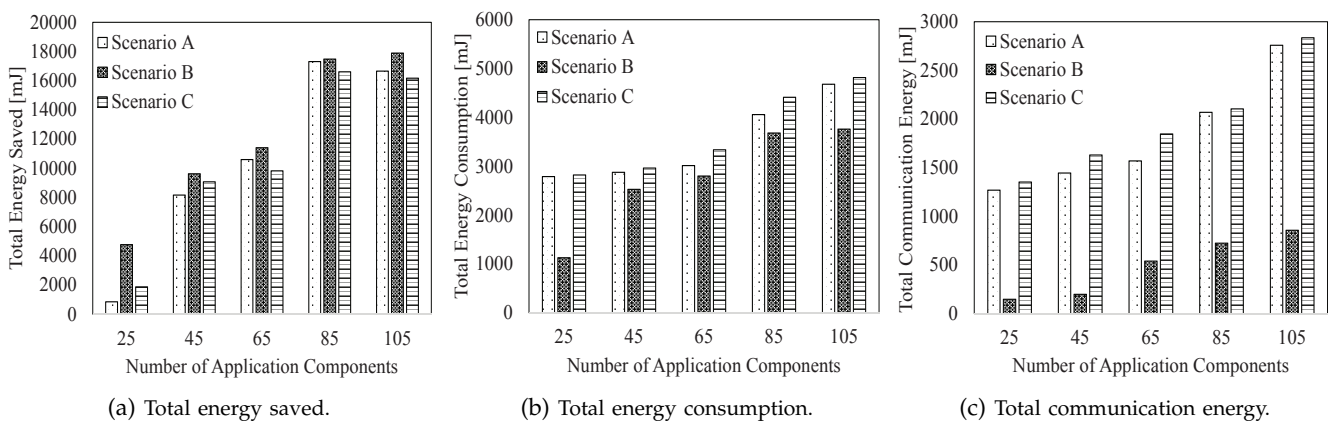 Total Energy Saved [mJ]
20000
18000
16000
14000
12000
10000
8000
6000
4000
2000
0
Scenario A
Scenario B
Scenario C
25 45 65 85 105
Number of Application Components
(a) Total energy saved.
Total Energy Consumption [mJ]
6000
5000
4000
3000
2000
1000
0
Scenario A
Scenario B
Scenario C
25 45 65 85 105
Number of Application Components
(b) Total energy consumption.
Total Communication Energy [mJ]
3000
2500
2000
1500
1000
500
0
Scenario A
Scenario B
Scenario C
25 45 65 85 105
Number of Application Components
(c) Total communication energy.